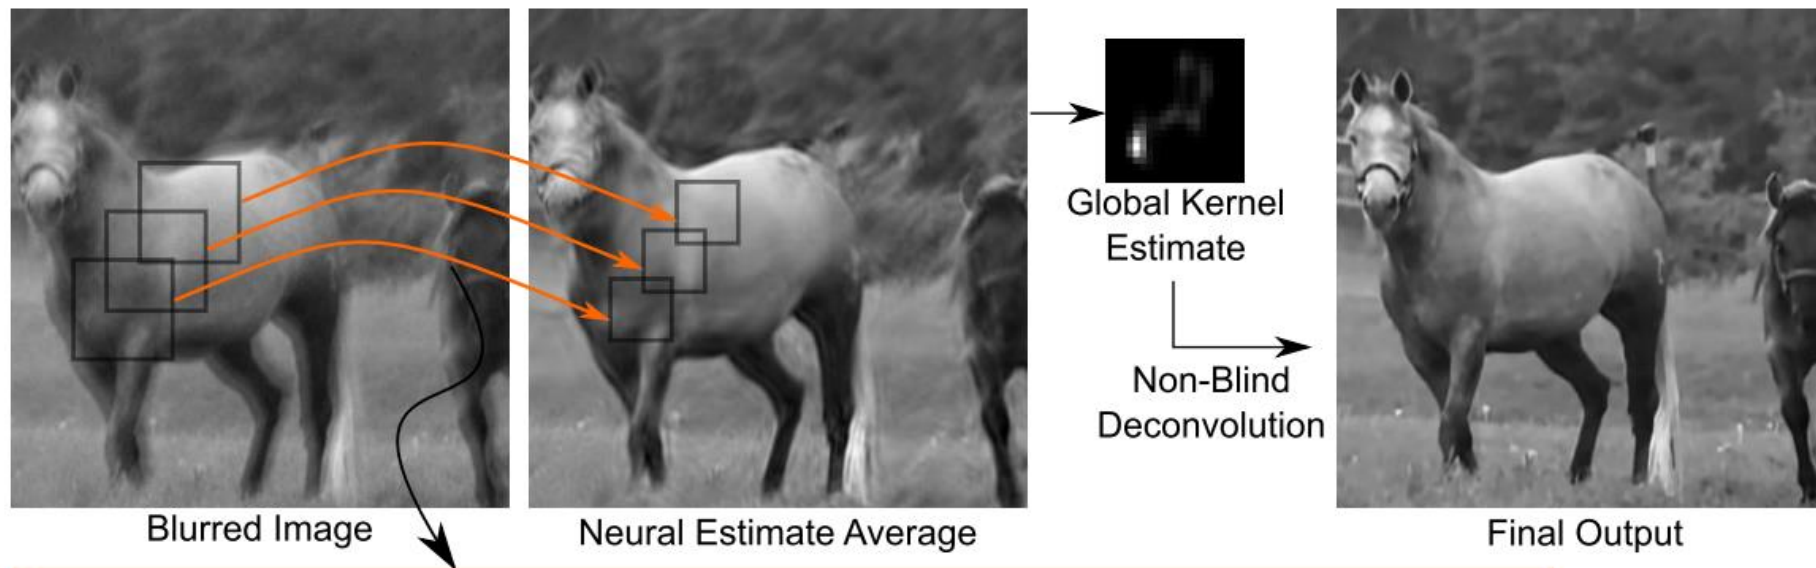 Global Kernel
Estimate
Non-Blind
Deconvolution
Blurred Image
Neural Estimate Average
Final Output